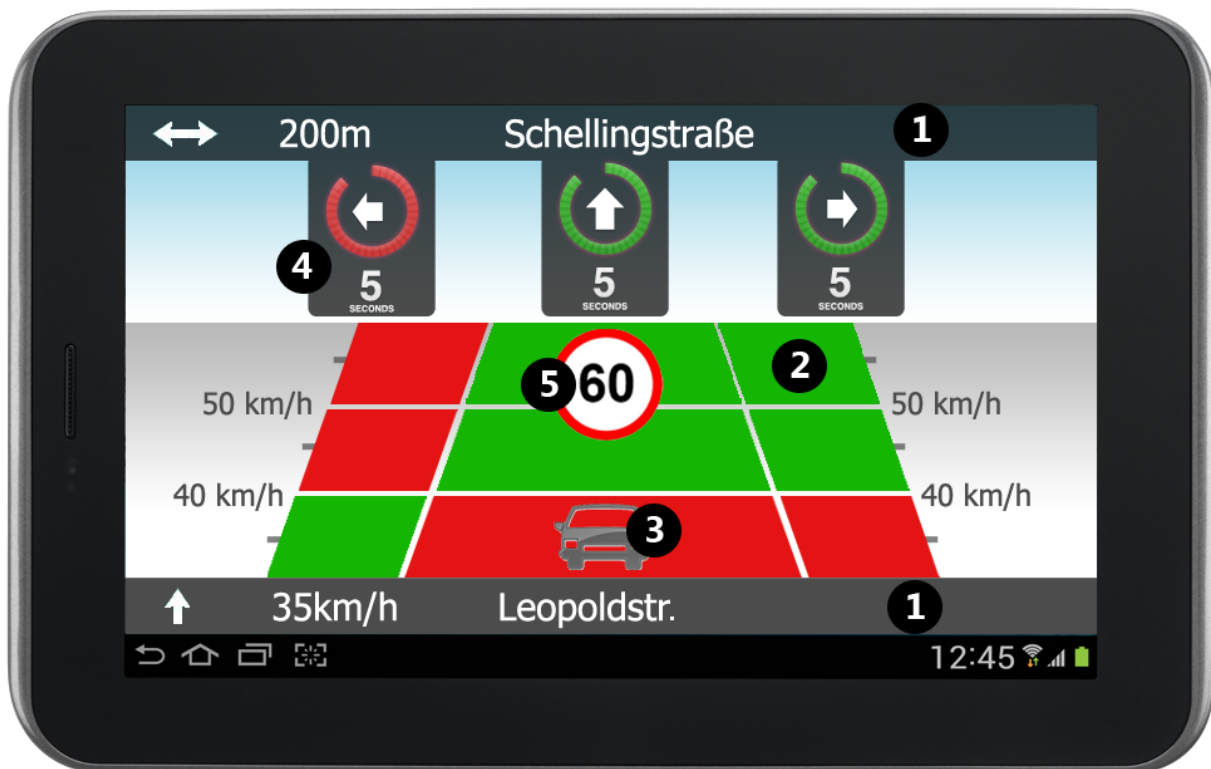 200m Schellingstraße 1
4 5 5 5
SECONDS SECONDS SECONDS
2
5 60
50 km/h 50 km/h
40 km/h 40 km/h
3
35km/h Leopoldstr. 1
12:45